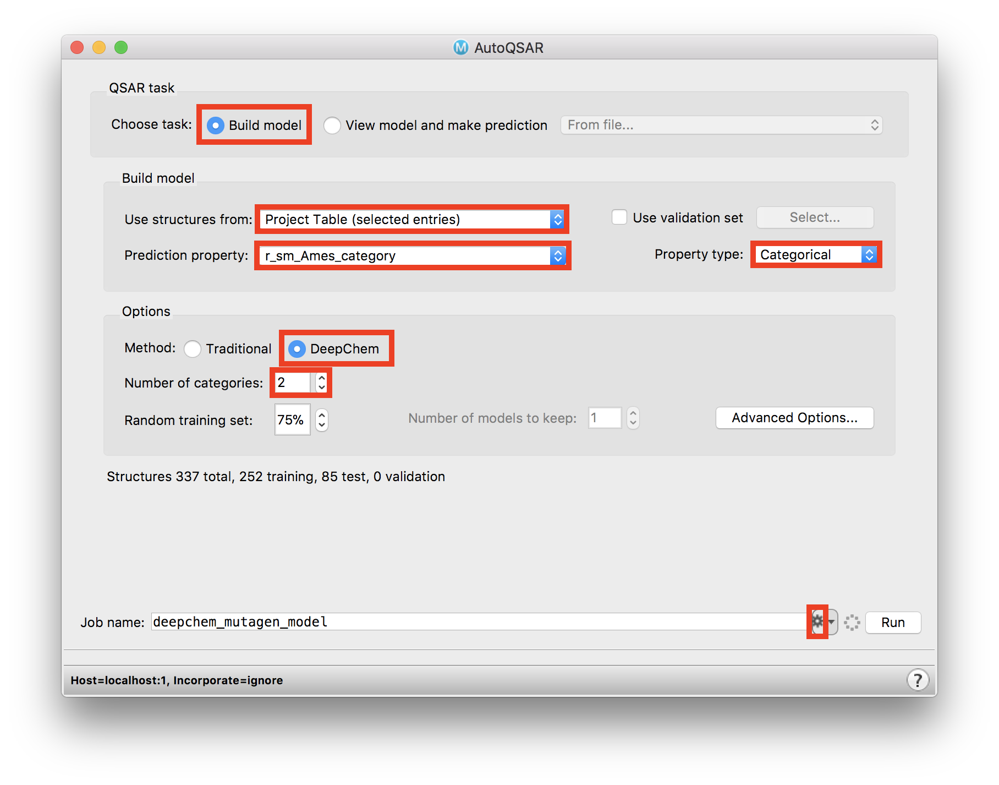 M AutoQSAR
QSAR task
Choose task: Build model View model and make prediction From file...
Build model
Use structures from: Project Table (selected entries) Use validation set Select...
Prediction property: r_sm_Ames_category Property type: Categorical
Options
Method: Traditional DeepChem
Number of categories: 2
Random training set: 75% Number of models to keep: 1 Advanced Options...
Structures 337 total, 252 training, 85 test, 0 validation
Job name: deepchem_mutagen_model Run
Host=localhost:1, Incorporate=ignore ?